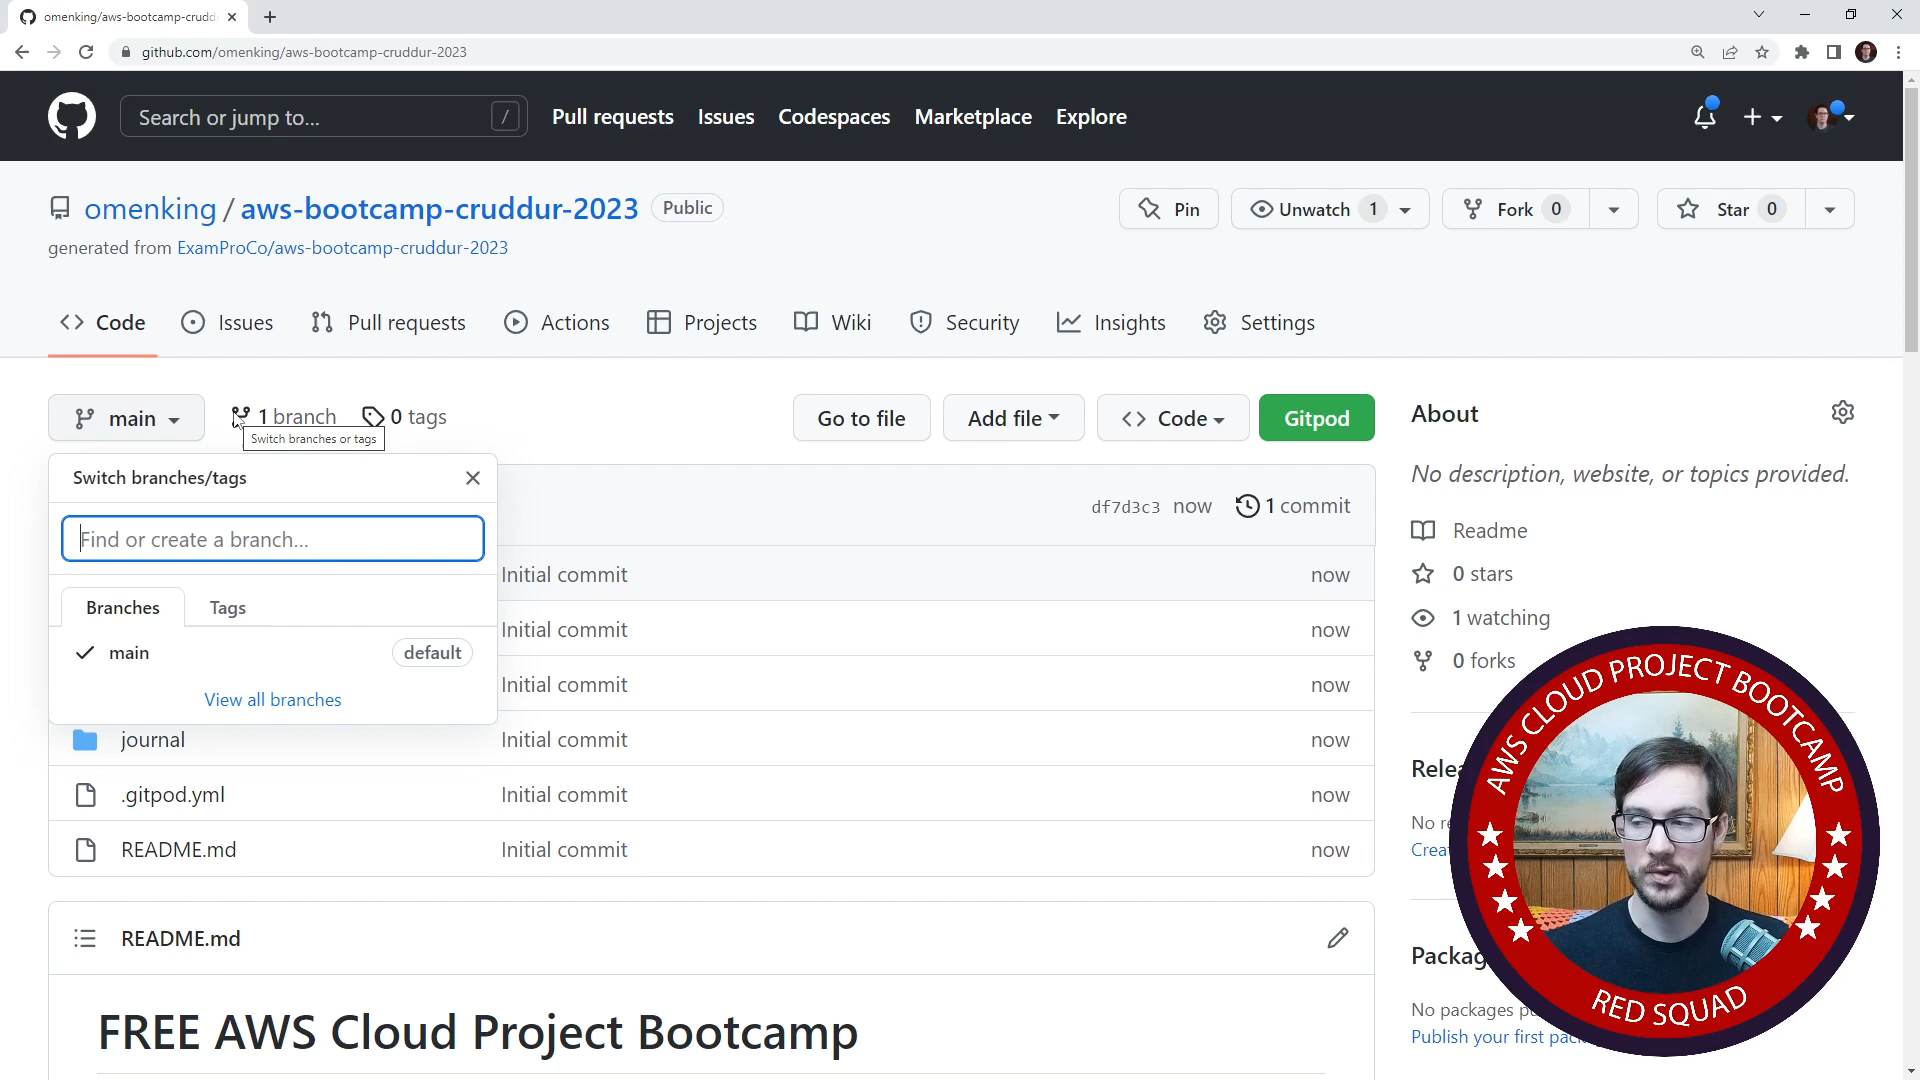 omenking/aws-bootcamp-crudd
github.com/omenking/aws-bootcamp-cruddur-2023
Search or jump to...
/
Pull requests
Issues
Codespaces
Marketplace
Explore
omenking / aws-bootcamp-cruddur-2023
Public
Pin
Unwatch 1
Fork 0
Star 0
generated from ExamProCo/aws-bootcamp-cruddur-2023
Code
Issues
Pull requests
Actions
Projects
Wiki
Security
Insights
Settings
main
1 branch
0 tags
Go to file
Add file
Code
Gitpod
About
Switch branches or tags
No description, website, or topics provided.
Switch branches/tags
df7d3c3 now
1 commit
Find or create a branch...
Readme
Initial commit
now
0 stars
Branches
Tags
Initial commit
now
1 watching
main
default
0 forks
Initial commit
now
View all branches
journal
Initial commit
now
.gitpod.yml
Initial commit
now
README.md
Initial commit
now
README.md
FREE AWS Cloud Project Bootcamp
No packages
Publish your first
AWS CLOUD PROJECT BOOTCAMP
RED SQUAD